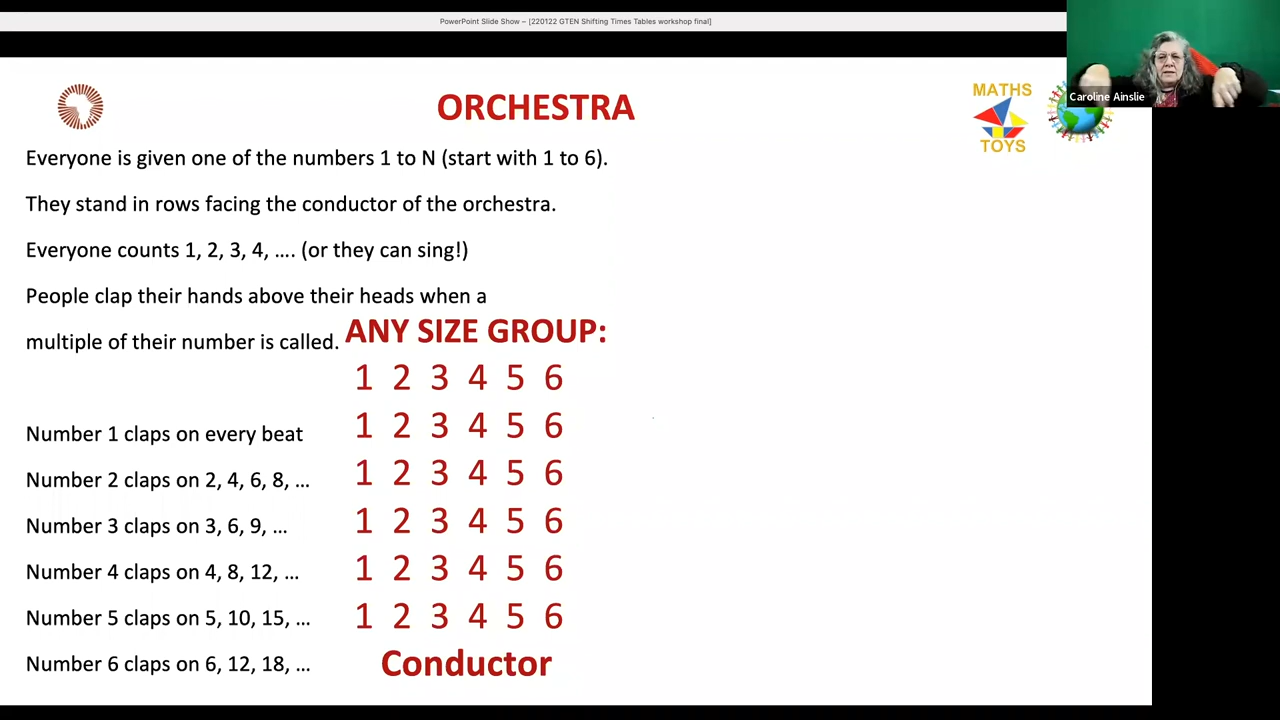 PowerPoint Slide Show – [220122 GTEN Shifting Times Tables workshop final]
Caroline Ainslie
ORCHESTRA
MATHS
TOYS
Everyone is given one of the numbers 1 to N (start with 1 to 6).
They stand in rows facing the conductor of the orchestra.
Everyone counts 1, 2, 3, 4, …. (or they can sing!)
People clap their hands above their heads when a
multiple of their number is called.
ANY SIZE GROUP:
1 2 3 4 5 6
1 2 3 4 5 6
1 2 3 4 5 6
1 2 3 4 5 6
1 2 3 4 5 6
1 2 3 4 5 6
Conductor
Number 1 claps on every beat
Number 2 claps on 2, 4, 6, 8, …
Number 3 claps on 3, 6, 9, …
Number 4 claps on 4, 8, 12, …
Number 5 claps on 5, 10, 15, …
Number 6 claps on 6, 12, 18, …